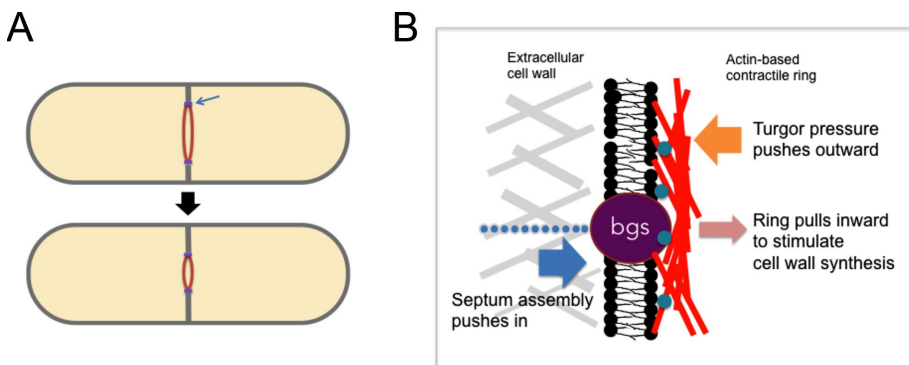 A
B
Extracellular
cell wall
Actin-based
contractile ring
Turgor pressure
pushes outward
bgs
Ring pulls inward
to stimulate
cell wall synthesis
Septum assembly
pushes in